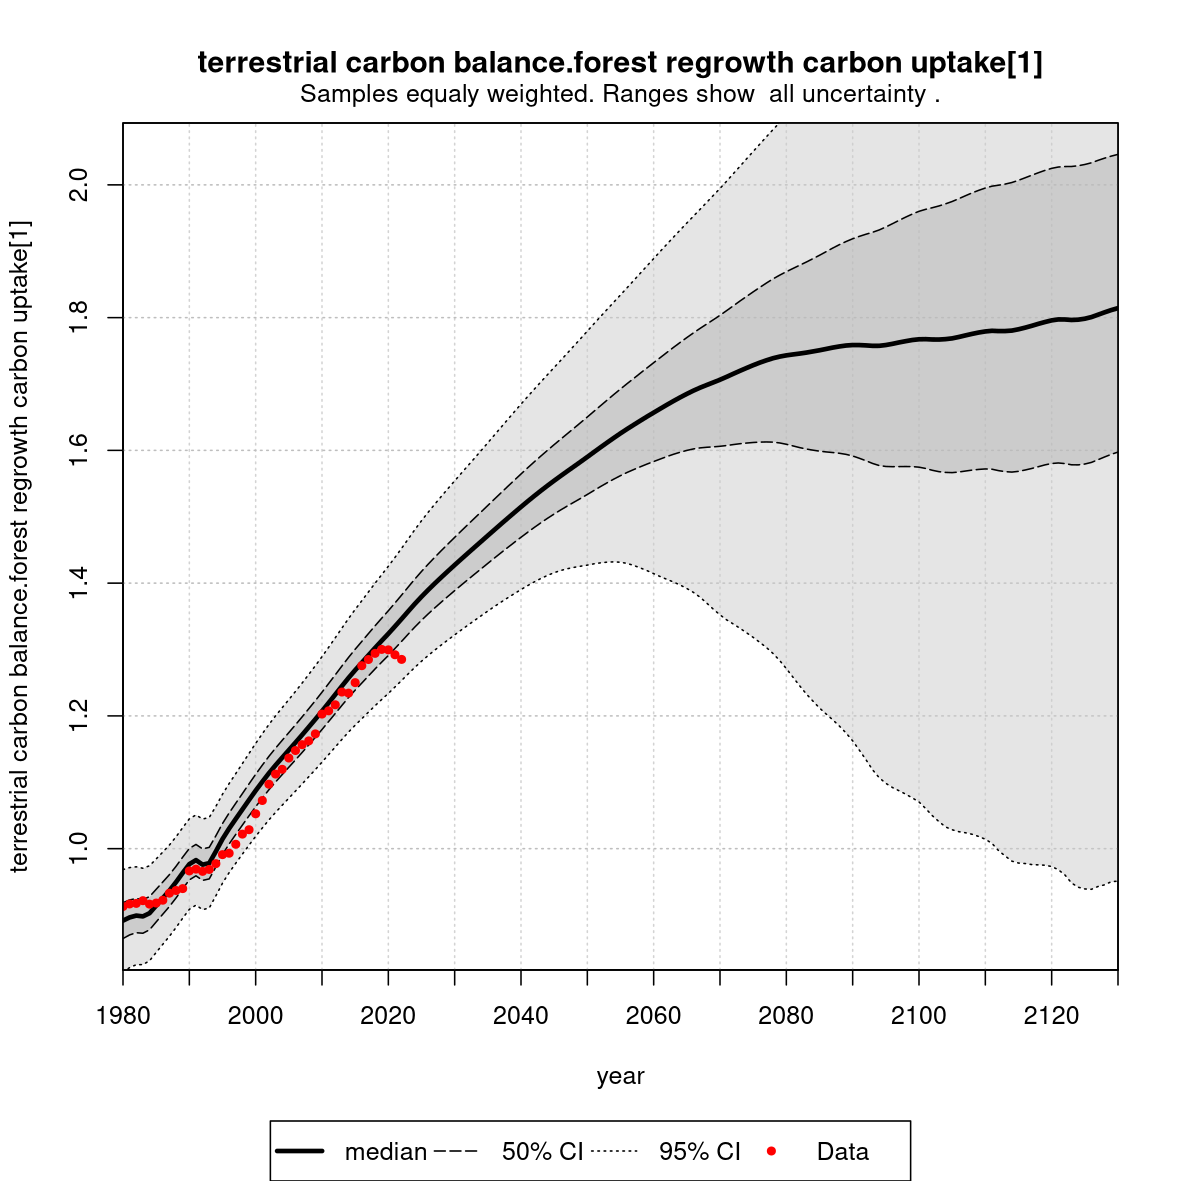 terrestrial carbon balance.forest regrowth carbon uptake[1]
Samples equaly weighted. Ranges show  all uncertainty .
terrestrial carbon balance.forest regrowth carbon uptake[1]
2.0
1.8
1.6
1.4
1.2
1.0
1980 2000 2020 2040 2060 2080 2100 2120
year
median 50% CI 95% CI Data